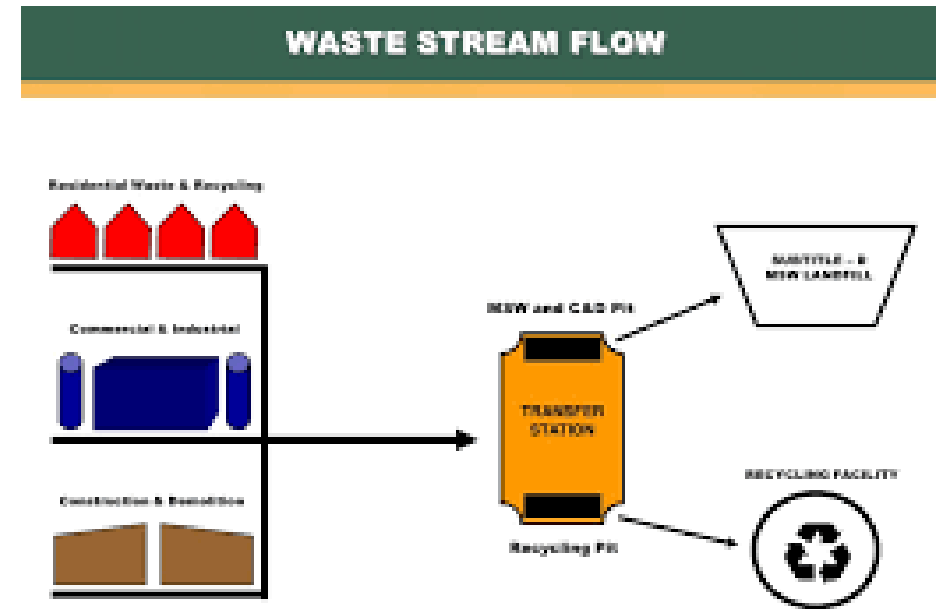 WASTE STREAM FLOW
Residential Waste & Recycling
Commercial & Industrial
Construction & Demolition
MSW and C&D Pit
TRANSFER
STATION
Recycling Pit
SUBTITLE - D
MSW LANDFILL
RECYCLING FACILITY